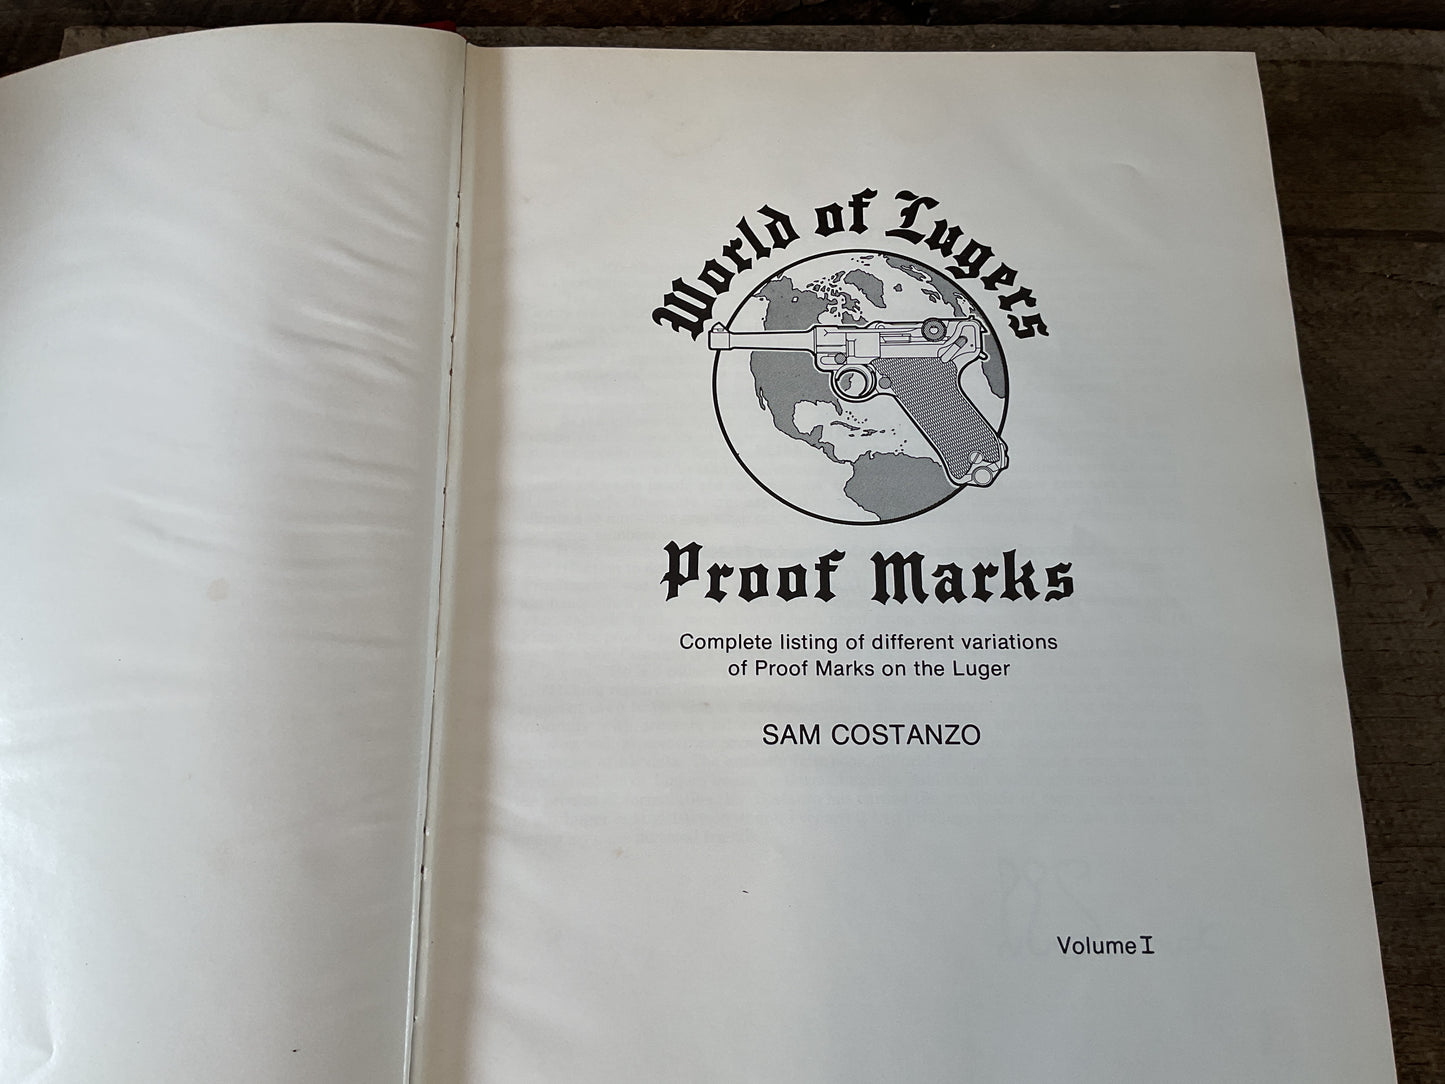 World of Lugers
Proof Marks
Complete listing of different variations
of Proof Marks on the Luger
SAM COSTANZO
Volume I